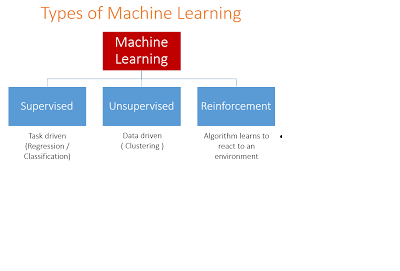 Types of Machine Learning
Machine
Learning
Supervised
Unsupervised
Reinforcement
Task driven
(Regression /
Classification)
Data driven
( Clustering )
Algorithm learns to
react to an
environment